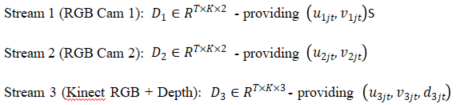 Stream 1 (RGB Cam 1): D₁ ∈ R^{T×K×2} - providing (u₁ⱼₜ, v₁ⱼₜ)S
Stream 2 (RGB Cam 2): D₂ ∈ R^{T×K×2} - providing (u₂ⱼₜ, v₂ⱼₜ)
Stream 3 (Kinect RGB + Depth): D₃ ∈ R^{T×K×3} - providing (u₃ⱼₜ, v₃ⱼₜ, d₃ⱼₜ)